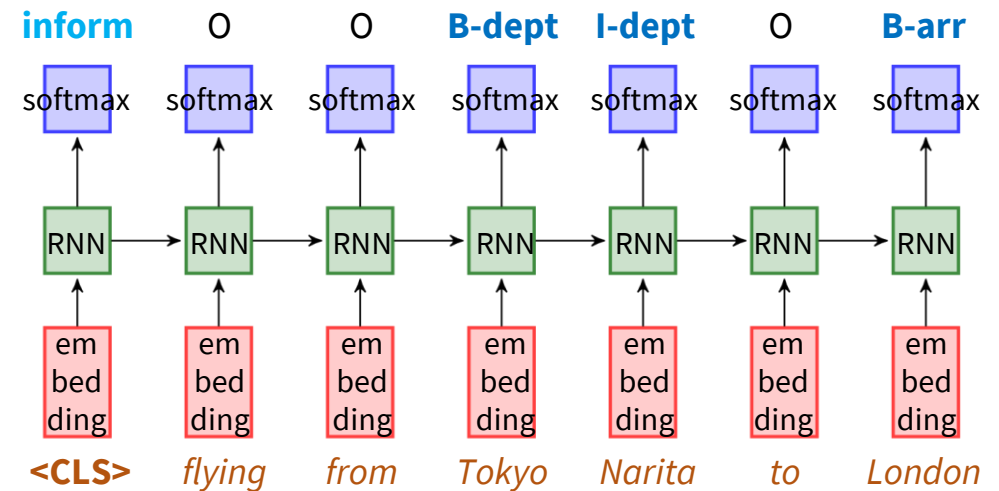 inform O O B-dept I-dept O B-arr
softmax softmax softmax softmax softmax softmax softmax
RNN RNN RNN RNN RNN RNN RNN
em em em em em em em
bed bed bed bed bed bed bed
ding ding ding ding ding ding ding
<CLS> flying from Tokyo Narita to London